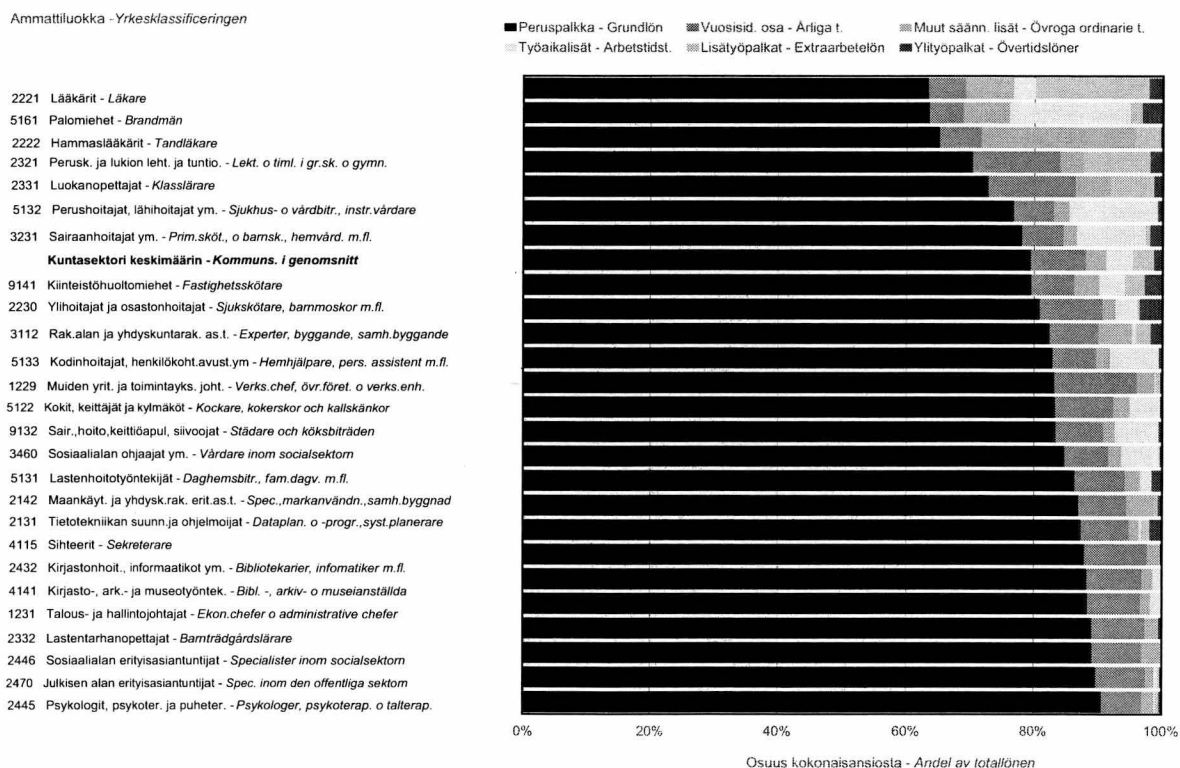 Ammattiluokka - Yrkesklassificeringen
Peruspalkka - Grundlön Vuosisid. osa - Årliga t. Muut säänn. lisät - Övroga ordinarie t.
Työaikalisät - Arbetstidst. Lisätyöpalkat - Extraarbetelön Ylityöpalkat - Övertidslöner
2221 Lääkärit - Läkare
5161 Palomiehet - Brandmän
2222 Hammaslääkärit - Tandläkare
2321 Perusk. ja lukion leht. ja tuntio. - Lekt. o timl. i gr.sk. o gymn.
2331 Luokanopettajat - Klasslärare
5132 Perushoitajat, lähihoitajat ym. - Sjukhus- o vårdbitr., instr.vårdare
3231 Sairaanhoitajat ym. - Prim.sköt., o barnsk., hemvård. m.fl.
Kuntasektori keskimäärin - Kommuns. i genomsnitt
9141 Kiinteistöhuoltomiehet - Fastighetsskötare
2230 Ylihoitajat ja osastonhoitajat - Sjukskötare, barnmoskor m.fl.
3112 Rak.alan ja yhdyskuntarak. as.t. - Experter, byggande, samh.byggande
5133 Kodinhoitajat, henkilökoht.avust.ym - Hemhjälpare, pers. assistent m.fl.
1229 Muiden yrit. ja toimintayks. joht. - Verks.chef, övr.föret. o verks.enh.
5122 Kokit, keittäjät ja kylmäköt - Kockare, kokerskor och kallskänkor
9132 Sair.,hoito,keittiöapul, siivoojat - Städare och köksbiträden
3460 Sosiaalialan ohjaajat ym. - Vårdare inom socialsektorn
5131 Lastenhoitotyöntekijät - Daghemsbitr., fam.dagv. m.fl.
2142 Maankäyt. ja yhdysk.rak. erit.as.t. - Spec.,markanvändn.,samh.byggnad
2131 Tietotekniikan suunn.ja ohjelmoijat - Dataplan. o -progr.,syst.planerare
4115 Sihteerit - Sekreterare
2432 Kirjastonhoit., informaatikot ym. - Bibliotekarier, infomatiker m.fl.
4141 Kirjasto-, ark.- ja museotyöntek. - Bibl. -, arkiv- o museianställda
1231 Talous- ja hallintojohtajat - Ekon.chefer o administrative chefer
2332 Lastentarhanopettajat - Barnträdgårdslärare
2446 Sosiaalialan erityisasiantuntijat - Specialister inom socialsektorn
2470 Julkisen alan erityisasiantuntijat - Spec. inom den offentliga sektorn
2445 Psykologit, psykoter. ja puheter. - Psykologer, psykoterap. o talterap.
0% 20% 40% 60% 80% 100%
Osuus kokonaisansiosta - Andel av totallönen